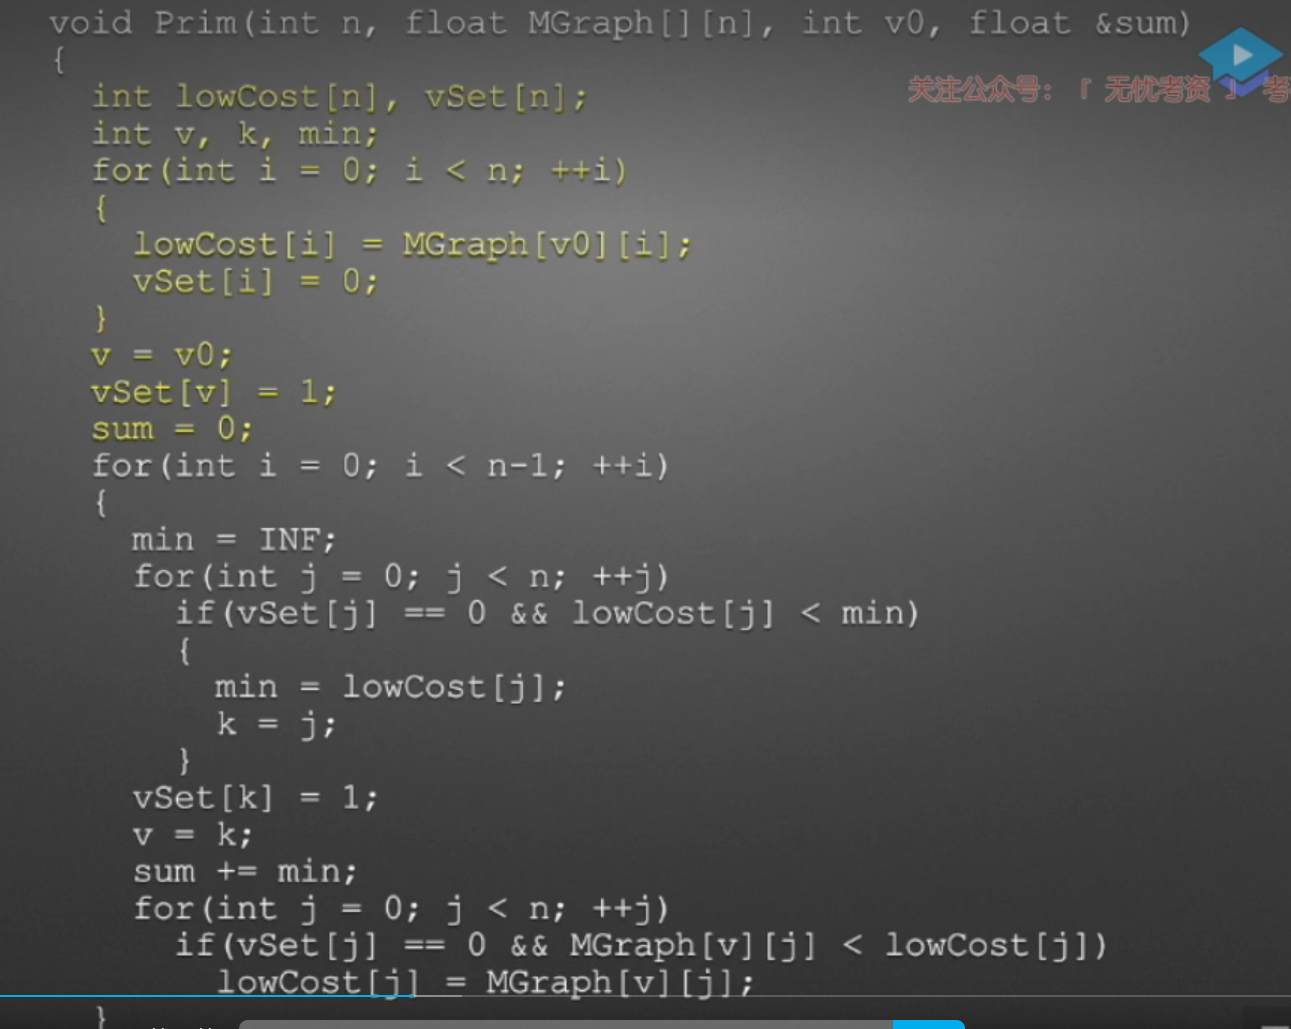 void Prim(int n, float MGraph[][n], int v0, float &sum)
{
关注公众号：「 无忧考资 」 考
int lowCost[n], vSet[n];
int v, k, min;
for(int i = 0; i < n; ++i)
{
lowCost[i] = MGraph[v0][i];
vSet[i] = 0;
}
v = v0;
vSet[v] = 1;
sum = 0;
for(int i = 0; i < n-1; ++i)
{
min = INF;
for(int j = 0; j < n; ++j)
if(vSet[j] == 0 && lowCost[j] < min)
{
min = lowCost[j];
k = j;
}
vSet[k] = 1;
v = k;
sum += min;
for(int j = 0; j < n; ++j)
if(vSet[j] == 0 && MGraph[v][j] < lowCost[j])
lowCost[j] = MGraph[v][j];
}